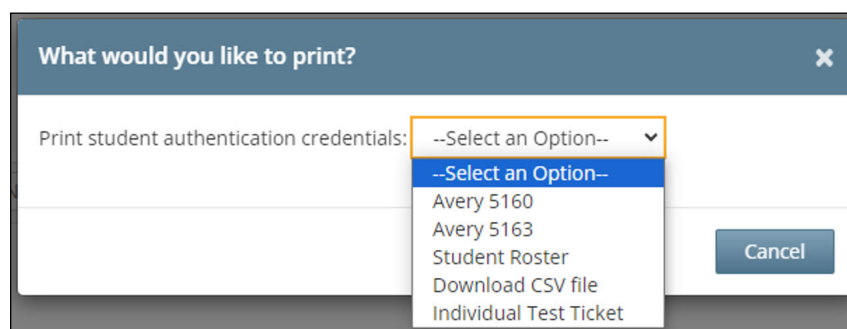 What would you like to print? ×
Print student authentication credentials: --Select an Option--
--Select an Option--
Avery 5160
Avery 5163
Student Roster
Download CSV file
Individual Test Ticket
Cancel